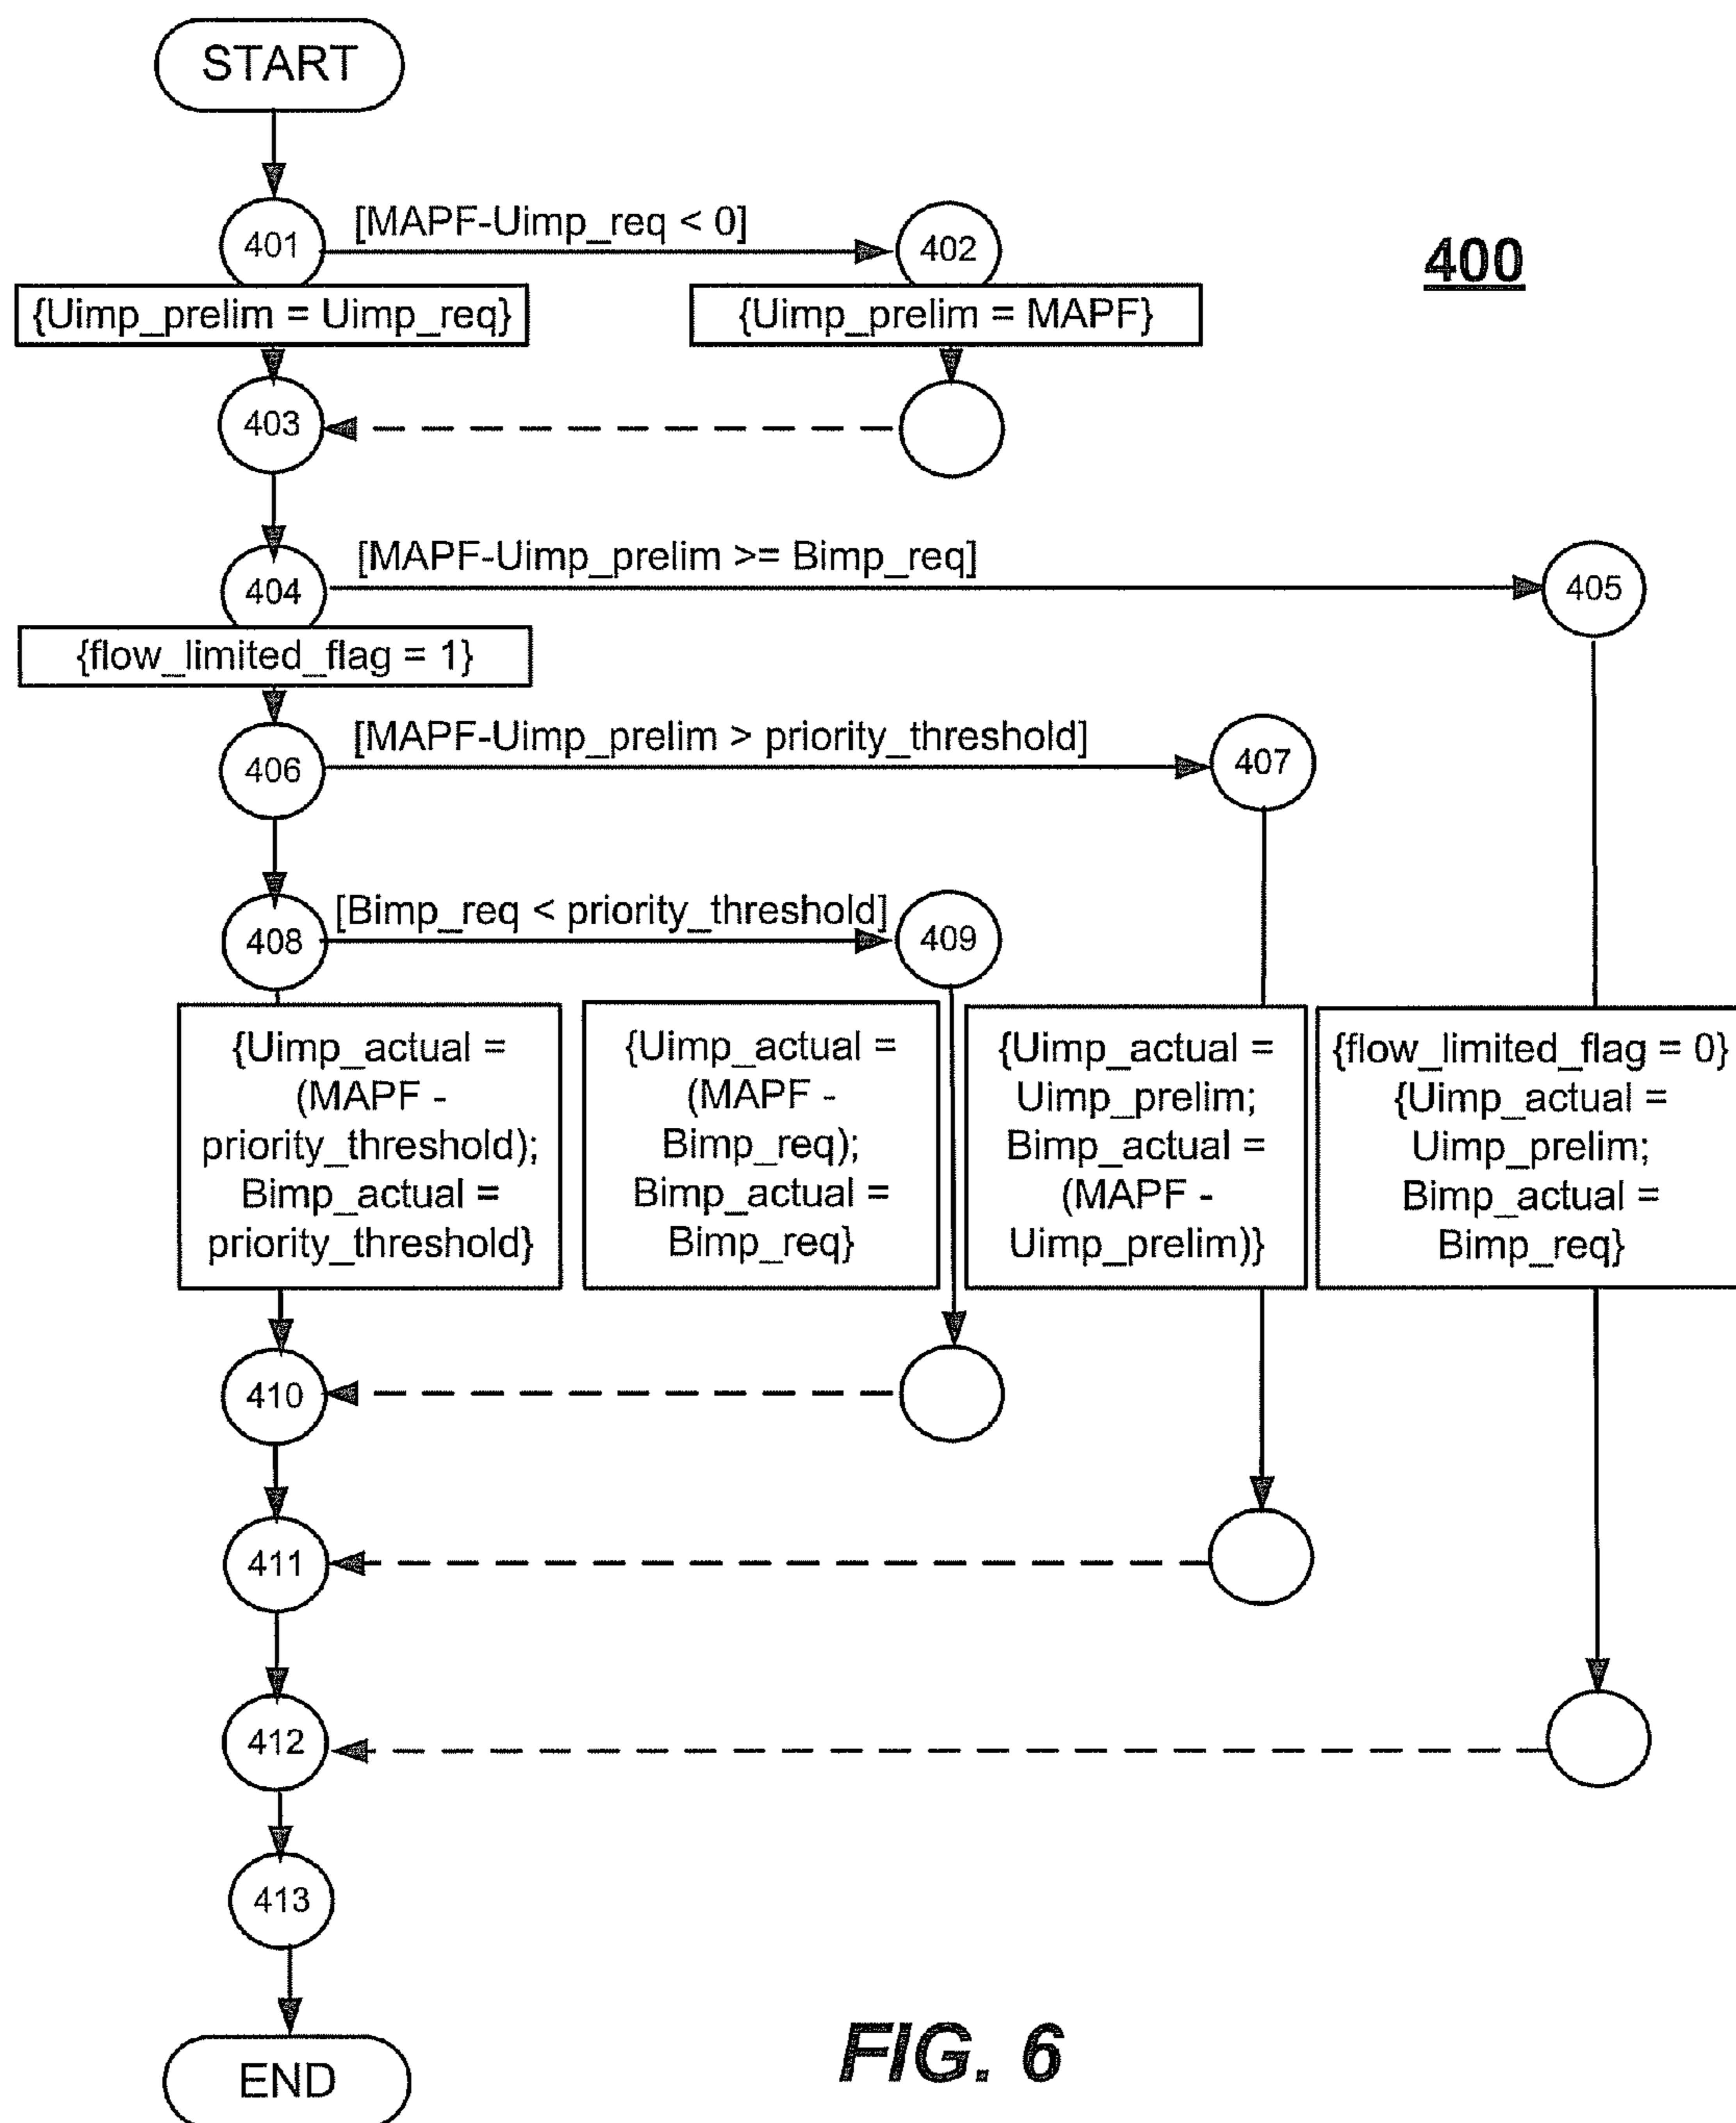 START
401
[MAPF-Uimp_req < 0]
402
400
{Uimp_prelim = Uimp_req}
{Uimp_prelim = MAPF}
403
404
[MAPF-Uimp_prelim >= Bimp_req]
405
{flow_limited_flag = 1}
406
[MAPF-Uimp_prelim > priority_threshold]
407
408
[Bimp_req < priority_threshold]
409
{Uimp_actual =
(MAPF -
priority_threshold);
Bimp_actual =
priority_threshold}
{Uimp_actual =
(MAPF -
Bimp_req);
Bimp_actual =
Bimp_req}
{Uimp_actual =
Uimp_prelim;
Bimp_actual =
(MAPF -
Uimp_prelim)}
{flow_limited_flag = 0}
{Uimp_actual =
Uimp_prelim;
Bimp_actual =
Bimp_req}
410
411
412
413
END
FIG. 6